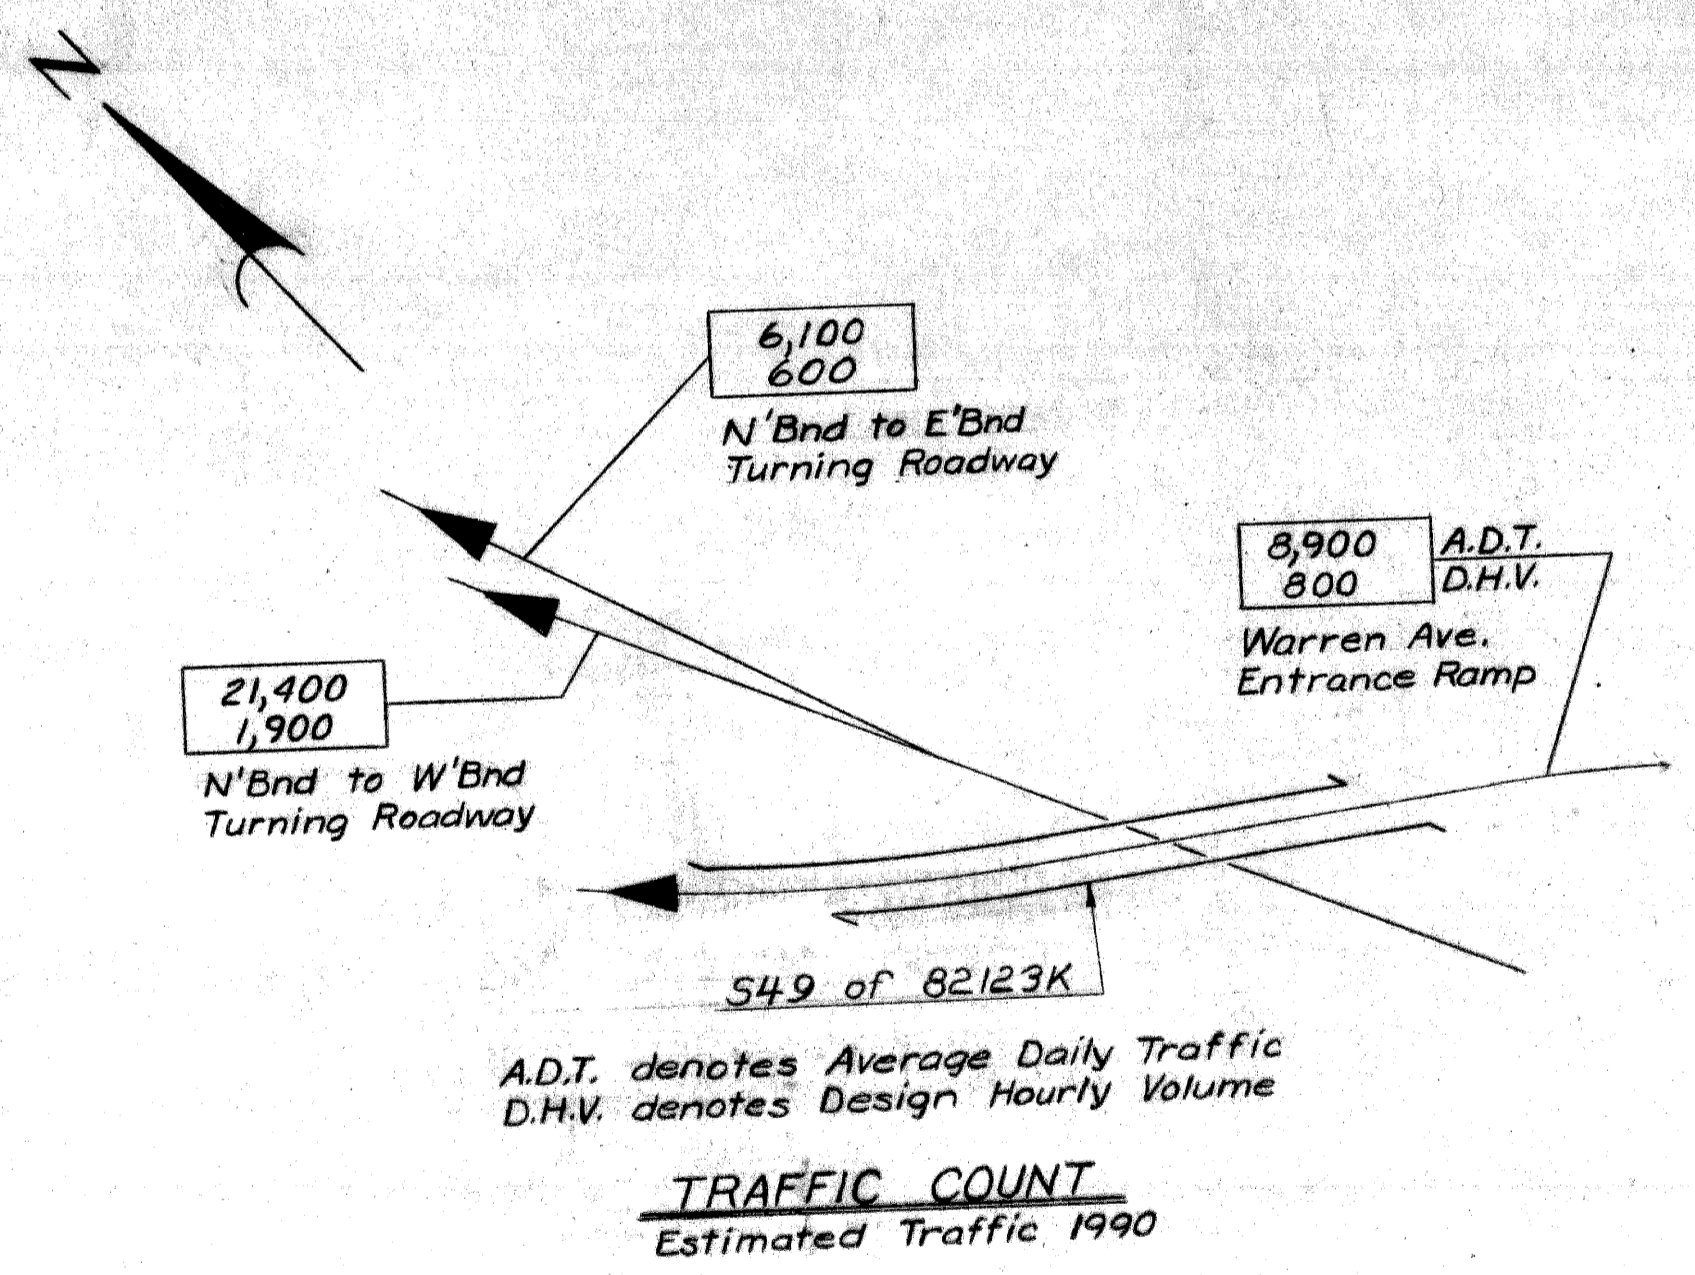 N
6,100
600
N'Bnd to E'Bnd
Turning Roadway
8,900 A.D.T.
800 D.H.V.
Warren Ave.
Entrance Ramp
21,400
1,900
N'Bnd to W'Bnd
Turning Roadway
S49 of 82123K
A.D.T. denotes Average Daily Traffic
D.H.V. denotes Design Hourly Volume
TRAFFIC COUNT
Estimated Traffic 1990